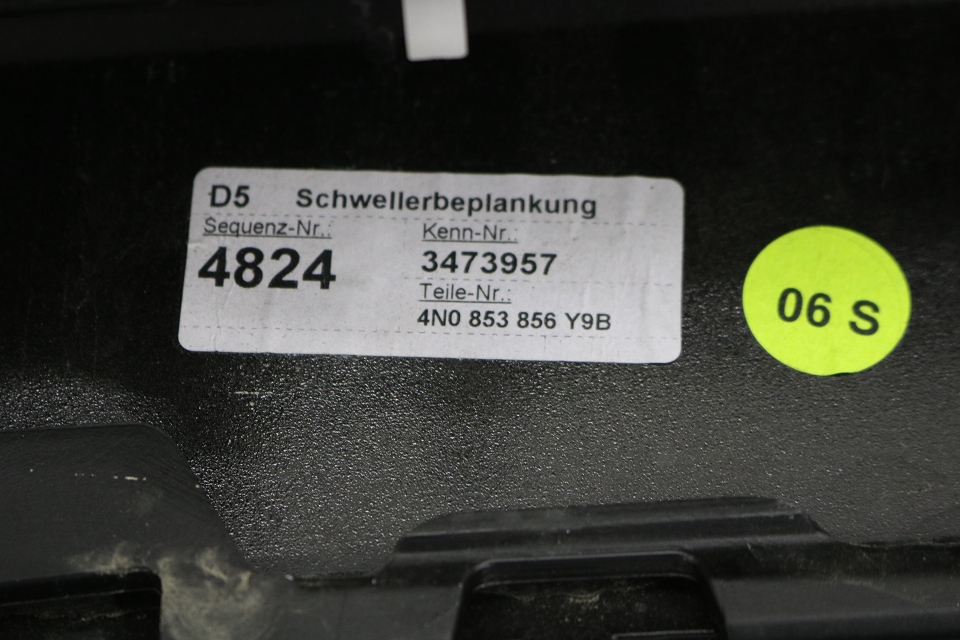 D5 Schwellerbeplankung
Sequenz-Nr.: Kenn-Nr.:
4824 3473957
Teile-Nr.:
4N0 853 856 Y9B
06 S